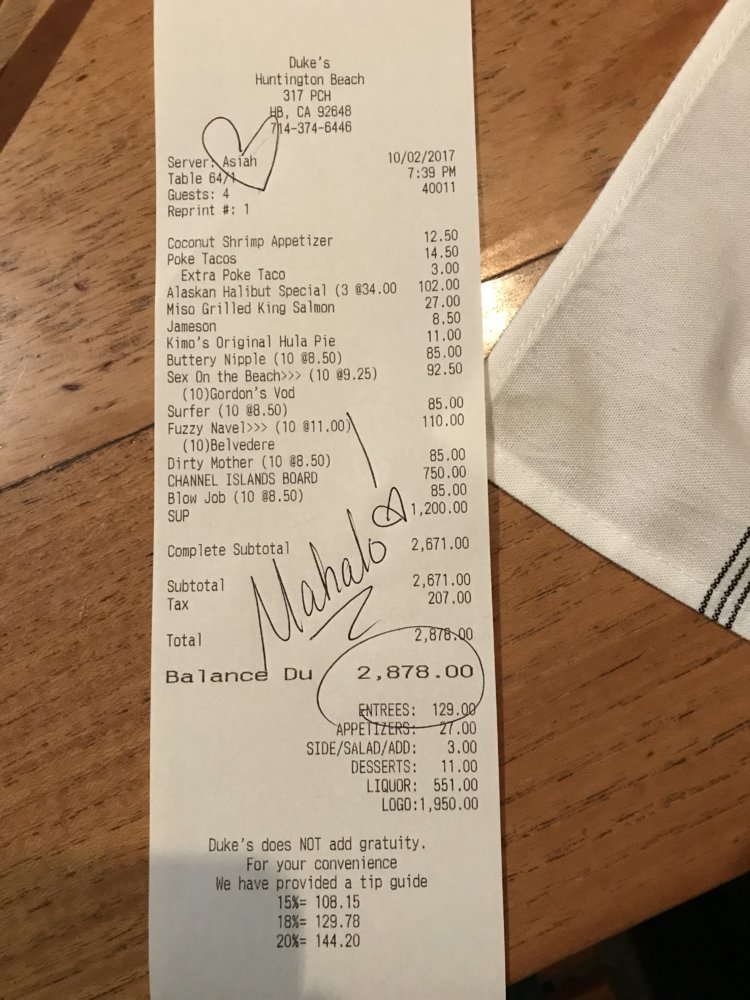 Duke's
Huntington Beach
317 PCH
HB, CA 92648
714-374-6446
Server: Asiah 10/02/2017
Table 64/1 7:39 PM
Guests: 4 40011
Reprint #: 1
Coconut Shrimp Appetizer 12.50
Poke Tacos 14.50
Extra Poke Taco 3.00
Alaskan Halibut Special (3 @34.00 102.00
Miso Grilled King Salmon 27.00
Jameson 8.50
Kimo's Original Hula Pie 11.00
Buttery Nipple (10 @8.50) 85.00
Sex On the Beach>>> (10 @9.25) 92.50
(10)Gordon's Vod
Surfer (10 @8.50) 85.00
Fuzzy Navel>>> (10 @11.00) 110.00
(10)Belvedere
Dirty Mother (10 @8.50) 85.00
CHANNEL ISLANDS BOARD 750.00
Blow Job (10 @8.50) 85.00
SUP 1,200.00
Complete Subtotal 2,671.00
Mahalo
Subtotal 2,671.00
Tax 207.00
Total 2,878.00
Balance Du 2,878.00
ENTREES: 129.00
APPETIZERS: 27.00
SIDE/SALAD/ADD: 3.00
DESSERTS: 11.00
LIQUOR: 551.00
LOGO:1,950.00
Duke's does NOT add gratuity.
For your convenience
We have provided a tip guide
15%= 108.15
18%= 129.78
20%= 144.20